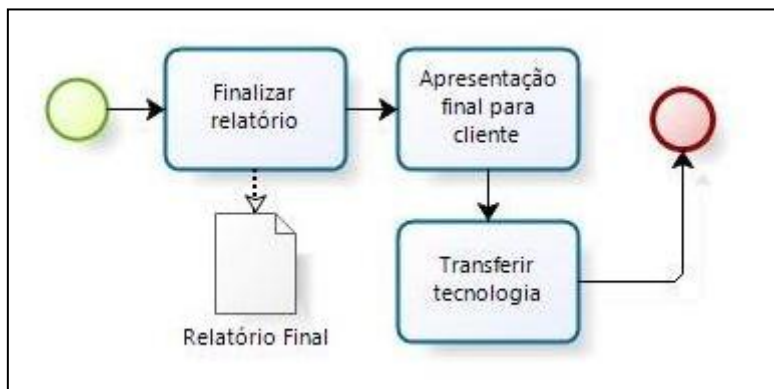 Finalizar
relatório
Apresentação
final para
cliente
Relatório Final
Transferir
tecnologia